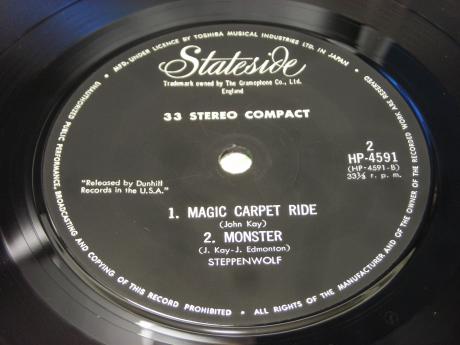 MFD. UNDER LICENCE BY TOSHIBA MUSICAL INDUSTRIES LTD. IN JAPAN
Stateside
Trademark owned by The Gramophone Co., Ltd.
England
33 STEREO COMPACT
2
HP-4591
(HP-4591-B)
33⅓ r. p. m.
"Released by Dunhill
Records in the U.S.A."
1. MAGIC CARPET RIDE
(John Kay)
2. MONSTER
(J. Kay-J. Edmonton)
STEPPENWOLF
UNAUTHORISED PUBLIC PERFORMANCE, BROADCASTING AND COPYING OF THIS RECORD PROHIBITED • ALL RIGHTS OF THE MANUFACTURER AND OF THE OWNER OF THE RECORDED WORK ARE RESERVED •